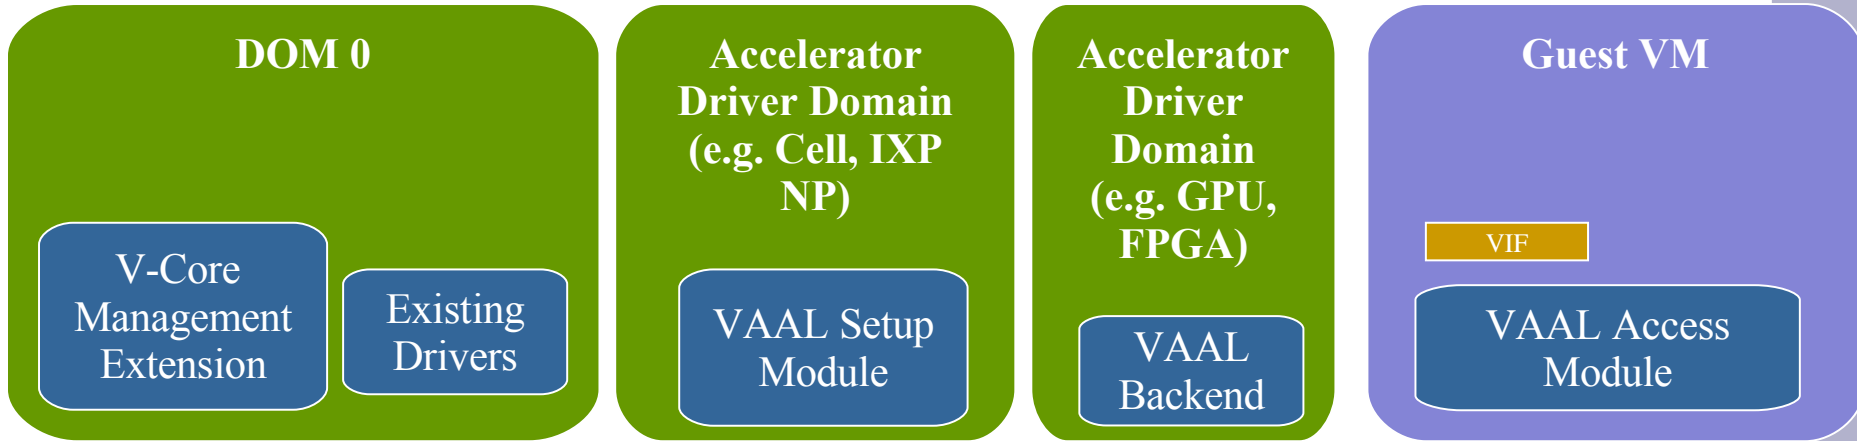 DOM 0
V-Core
Management
Extension
Existing
Drivers
Accelerator
Driver Domain
(e.g. Cell, IXP
NP)
VAAL Setup
Module
Accelerator
Driver
Domain
(e.g. GPU,
FPGA)
VAAL
Backend
Guest VM
VIF
VAAL Access
Module